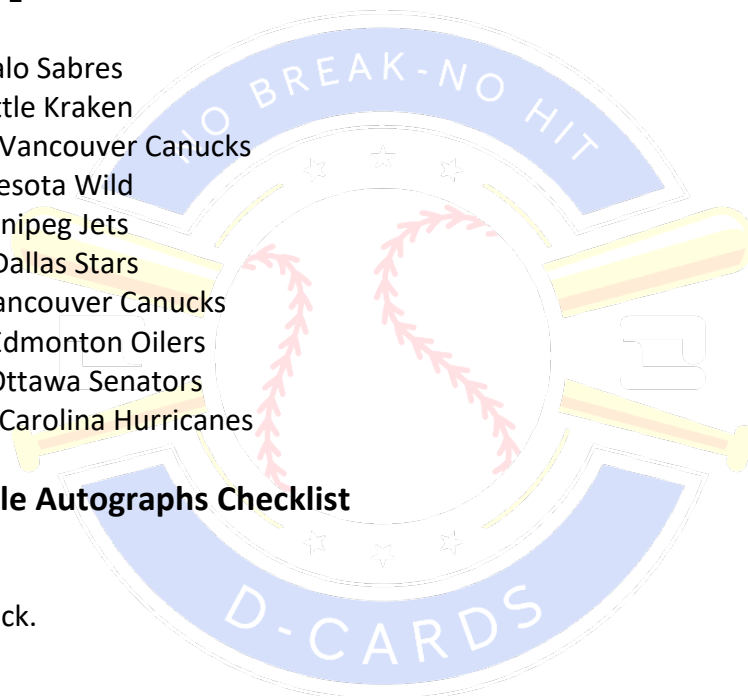 alo Sabres
ttle Kraken
Vancouver Canucks
esota Wild
nipeg Jets
Dallas Stars
ancouver Canucks
Edmonton Oilers
Ottawa Senators
Carolina Hurricanes
le Autographs Checklist
ck.
NO BREAK-NO HIT
D-CARDS